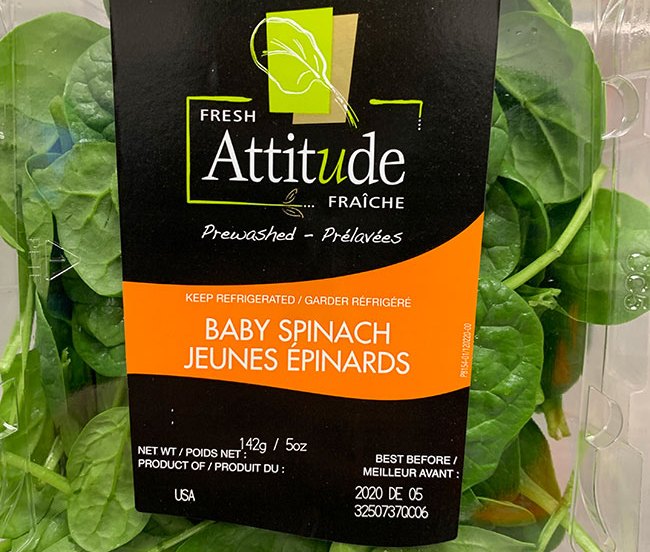 FRESH
Attitude
FRAÎCHE
Prewashed - Prélavées
KEEP REFRIGERATED / GARDER RÉFRIGÉRÉ
BABY SPINACH
JEUNES ÉPINARDS
142g / 5oz
NET WT / POIDS NET :
PRODUCT OF / PRODUIT DU :
USA
BEST BEFORE /
MEILLEUR AVANT :
2020 DE 05
32507370C06